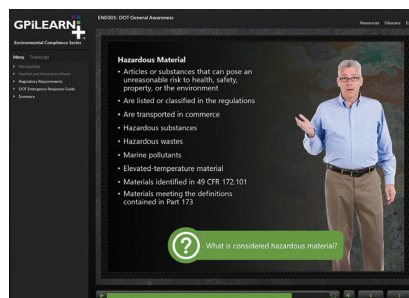 GPiLEARN+
Environmental Compliance Series
EN0301- DOT General Awareness
Resources Glossary
Menu Transcript
Introduction
Regulatory Requirements
DOT Emergency Response Guide
Summary
Hazardous Material
• Articles or substances that can pose an
unreasonable risk to health, safety,
property, or the environment
• Are listed or classified in the regulations
• Are transported in commerce
• Hazardous substances
• Hazardous wastes
• Marine pollutants
• Elevated-temperature material
• Materials identified in 49 CFR 172.101
• Materials meeting the definitions
contained in Part 173
? What is considered hazardous material?